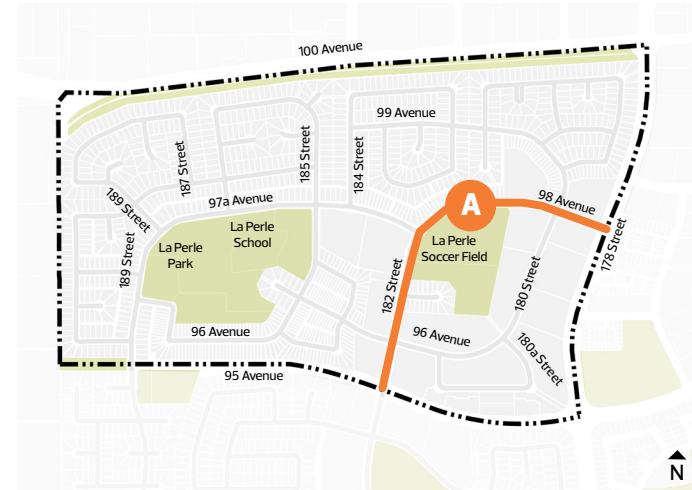 100 Avenue
99 Avenue
187 Street
185 Street
184 Street
189 Street
97a Avenue
A
98 Avenue
La Perle
School
La Perle
Park
La Perle
Soccer Field
178 Street
189 Street
182 Street
180 Street
96 Avenue
96 Avenue
180a Street
95 Avenue
N